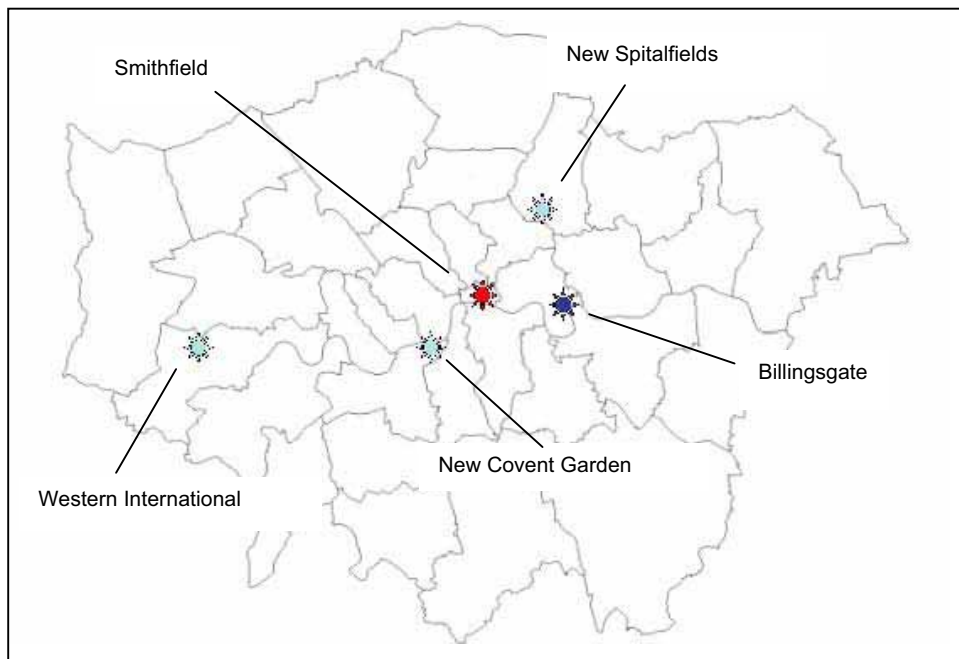 New Spitalfields
Smithfield
Billingsgate
New Covent Garden
Western International